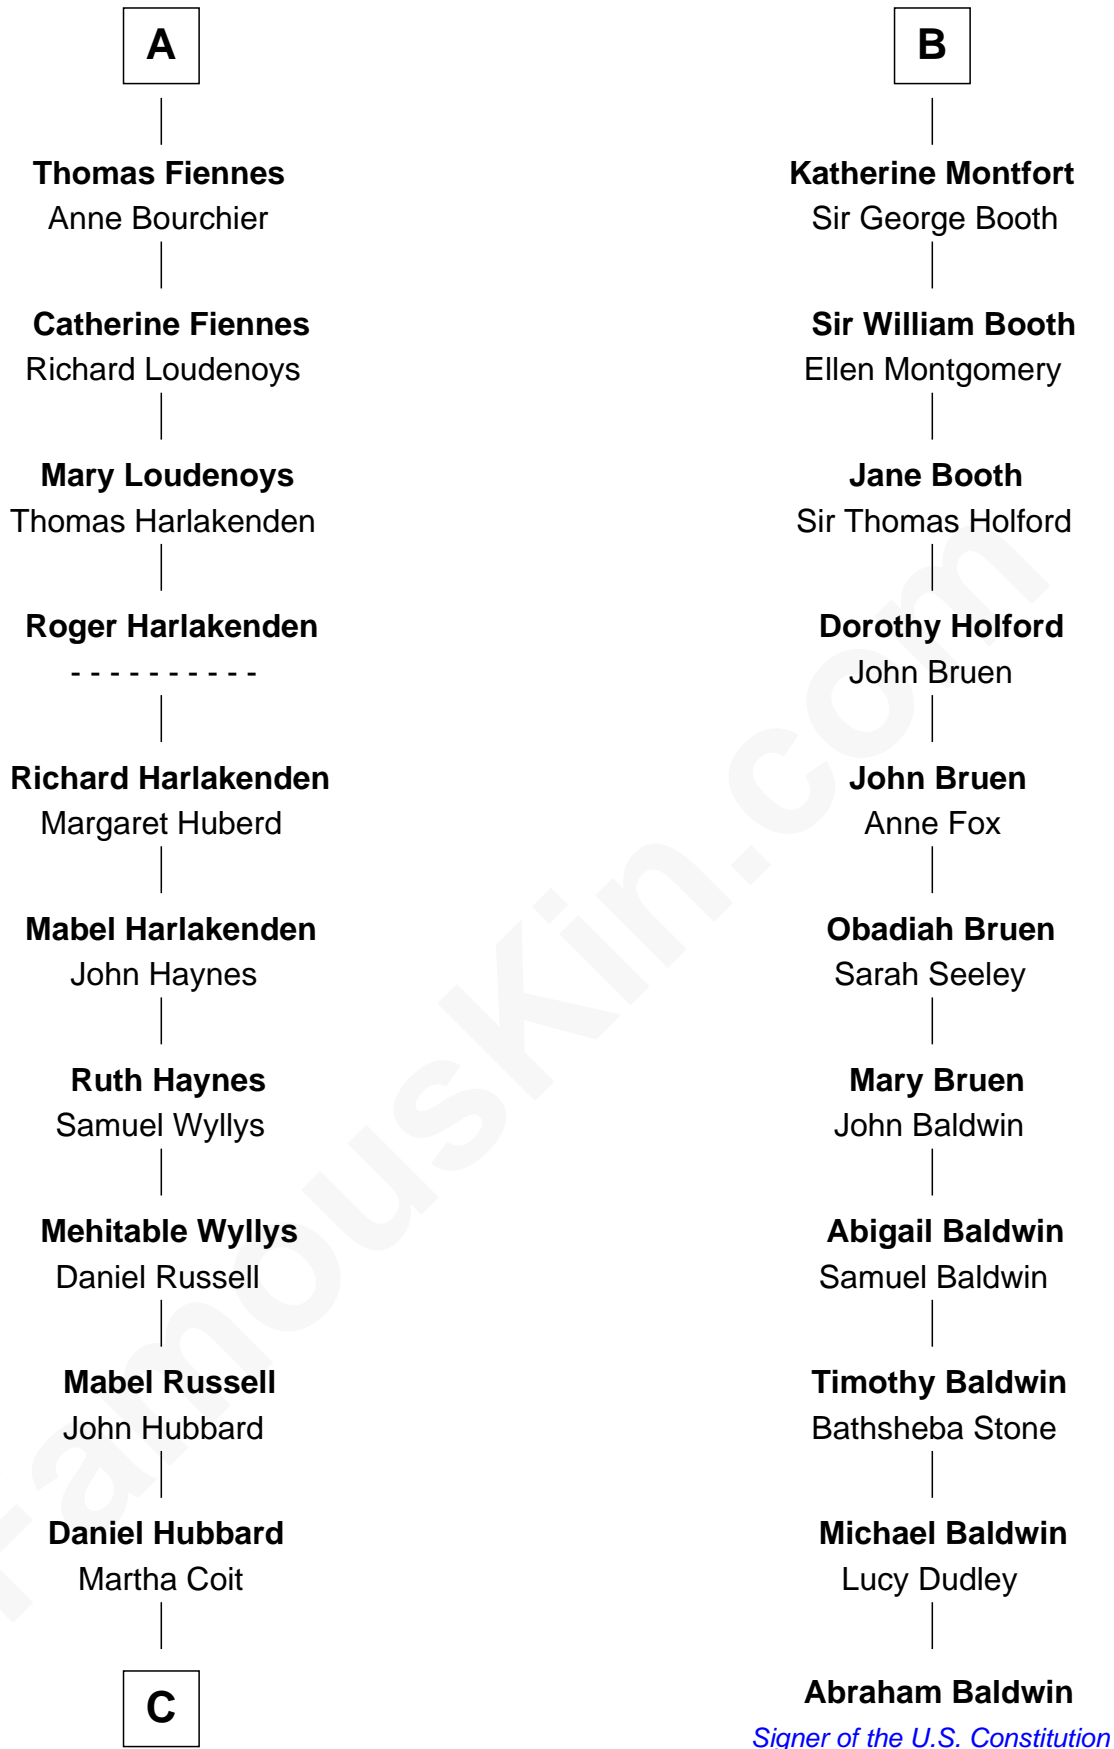 A
Thomas Fiennes
Anne Bourchier
Catherine Fiennes
Richard Loudenoys
Mary Loudenoys
Thomas Harlakenden
Roger Harlakenden
- - - - - - - - - -
Richard Harlakenden
Margaret Huberd
Mabel Harlakenden
John Haynes
Ruth Haynes
Samuel Wyllys
Mehitable Wyllys
Daniel Russell
Mabel Russell
John Hubbard
Daniel Hubbard
Martha Coit
C
B
Katherine Montfort
Sir George Booth
Sir William Booth
Ellen Montgomery
Jane Booth
Sir Thomas Holford
Dorothy Holford
John Bruen
John Bruen
Anne Fox
Obadiah Bruen
Sarah Seeley
Mary Bruen
John Baldwin
Abigail Baldwin
Samuel Baldwin
Timothy Baldwin
Bathsheba Stone
Michael Baldwin
Lucy Dudley
Abraham Baldwin
Signer of the U.S. Constitution
FamousKin.com